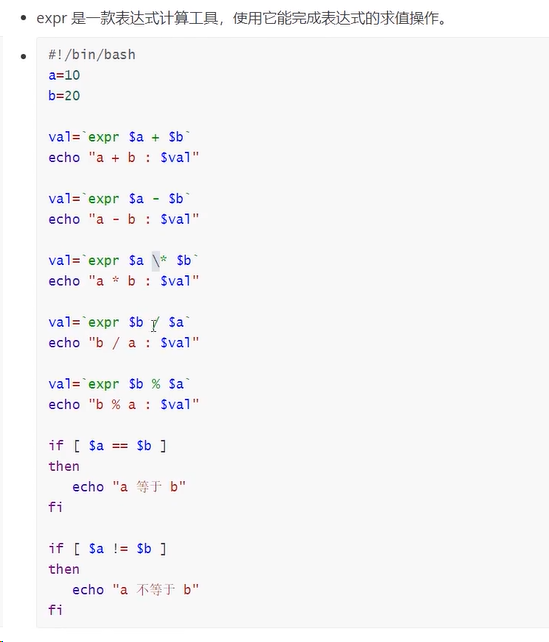 expr 是一款表达式计算工具，使用它能完成表达式的求值操作。
#!/bin/bash
a=10
b=20
val=`expr $a + $b`
echo "a + b : $val"
val=`expr $a - $b`
echo "a - b : $val"
val=`expr $a \* $b`
echo "a * b : $val"
val=`expr $b / $a`
echo "b / a : $val"
val=`expr $b % $a`
echo "b % a : $val"
if [ $a == $b ]
then
echo "a 等于 b"
fi
if [ $a != $b ]
then
echo "a 不等于 b"
fi